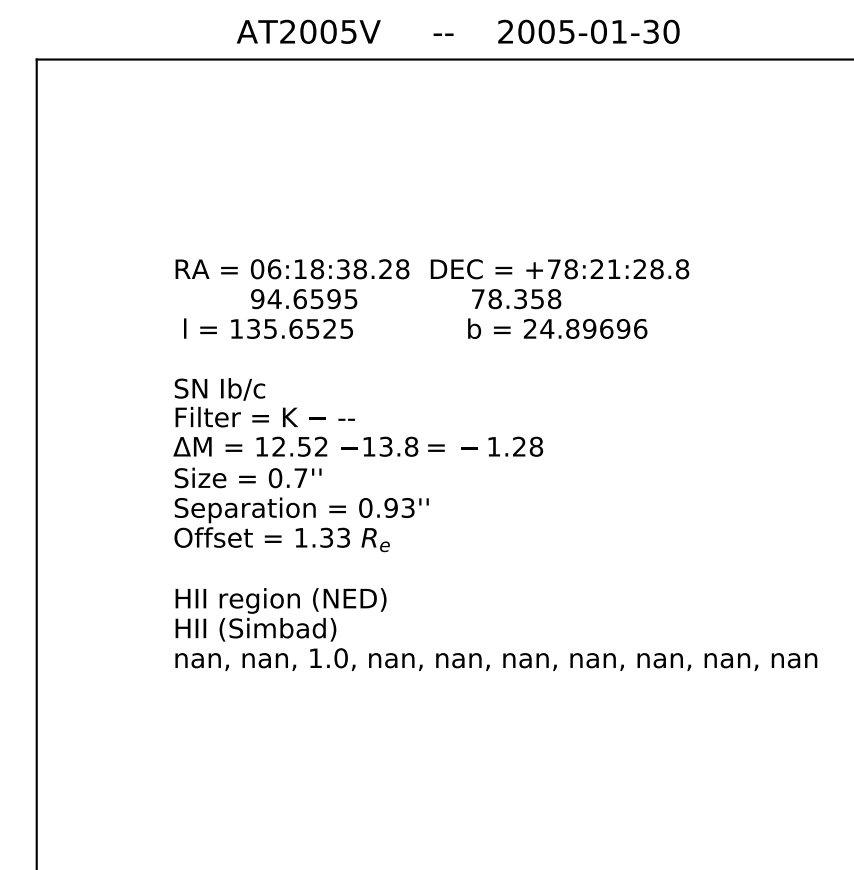 AT2005V -- 2005-01-30
RA = 06:18:38.28 DEC = +78:21:28.8
94.6595 78.358
l = 135.6525 b = 24.89696
SN Ib/c
Filter = K − --
ΔM = 12.52 −13.8 = − 1.28
Size = 0.7''
Separation = 0.93''
Offset = 1.33 Re
HII region (NED)
HII (Simbad)
nan, nan, 1.0, nan, nan, nan, nan, nan, nan, nan